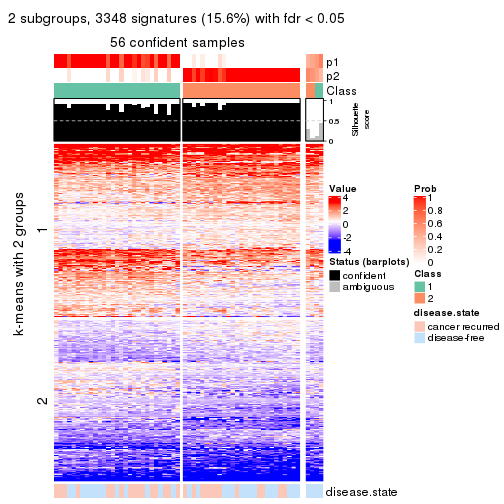 2 subgroups, 3348 signatures (15.6%) with fdr < 0.05
56 confident samples
p1
p2
Class
1
0.5
0
Silhouette
score
k-means with 2 groups
1
2
disease.state
Value
4
2
0
-2
-4
Status (barplots)
confident
ambiguous
Prob
1
0.8
0.6
0.4
0.2
0
Class
1
2
disease.state
cancer recurred
disease-free